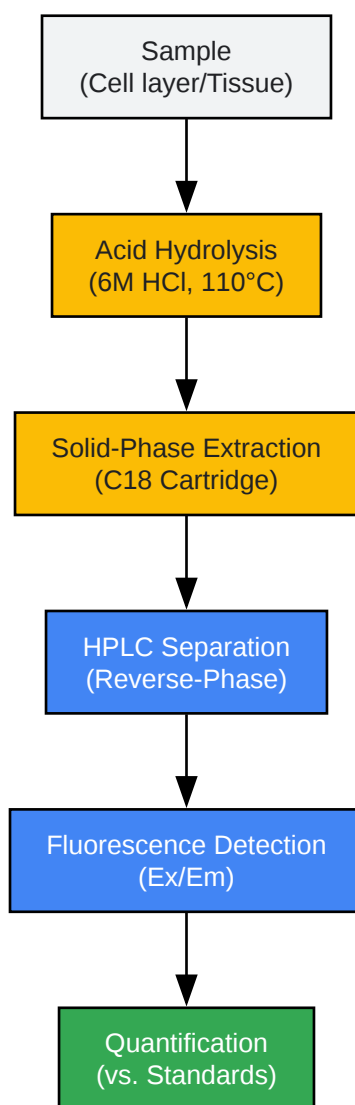 Sample
(Cell layer/Tissue)
Acid Hydrolysis
(6M HCl, 110°C)
Solid-Phase Extraction
(C18 Cartridge)
HPLC Separation
(Reverse-Phase)
Fluorescence Detection
(Ex/Em)
Quantification
(vs. Standards)